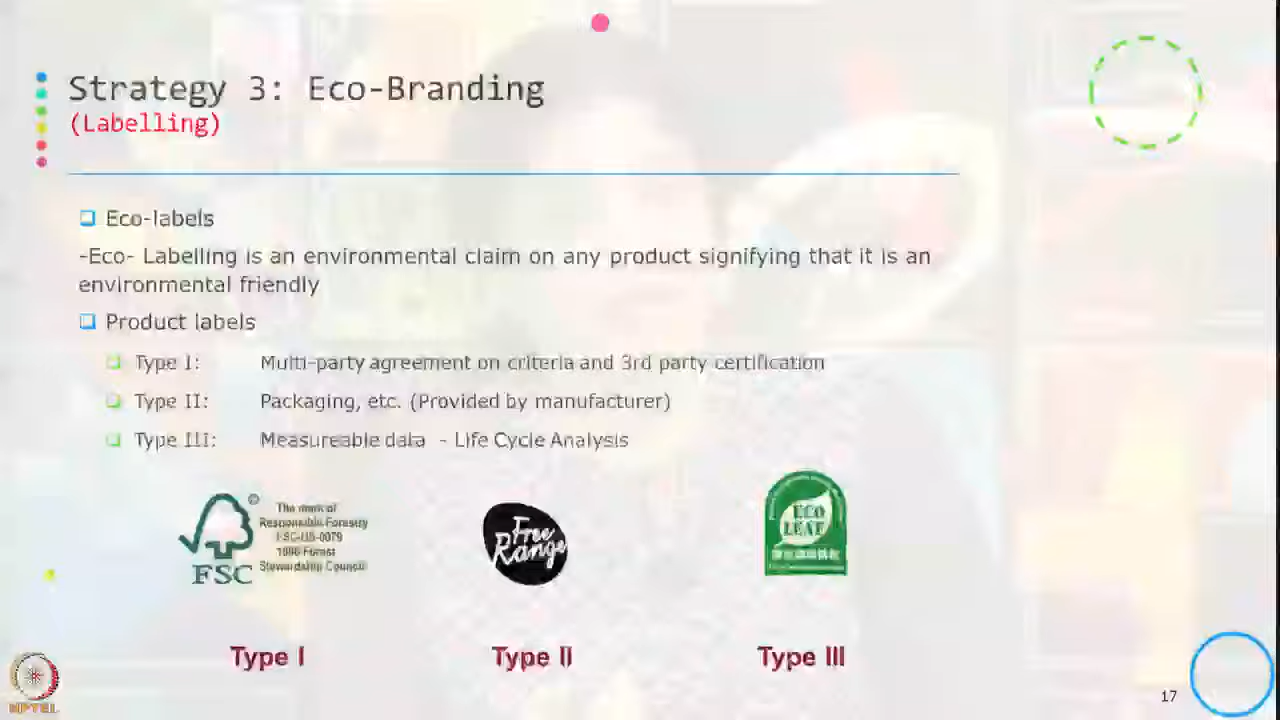 Strategy 3: Eco-Branding
(Labelling)
Eco-labels
-Eco- Labelling is an environmental claim on any product signifying that it is an
environmental friendly
Product labels
Type I: Multi-party agreement on criteria and 3rd party certification
Type II: Packaging, etc. (Provided by manufacturer)
Type III: Measureable data - Life Cycle Analysis
FSC
®
The mark of
Responsible Forestry
1996 Forest
Stewardship Council
Free
Range
ECO
LEAF
Type I
Type II
Type III
NPTEL
17